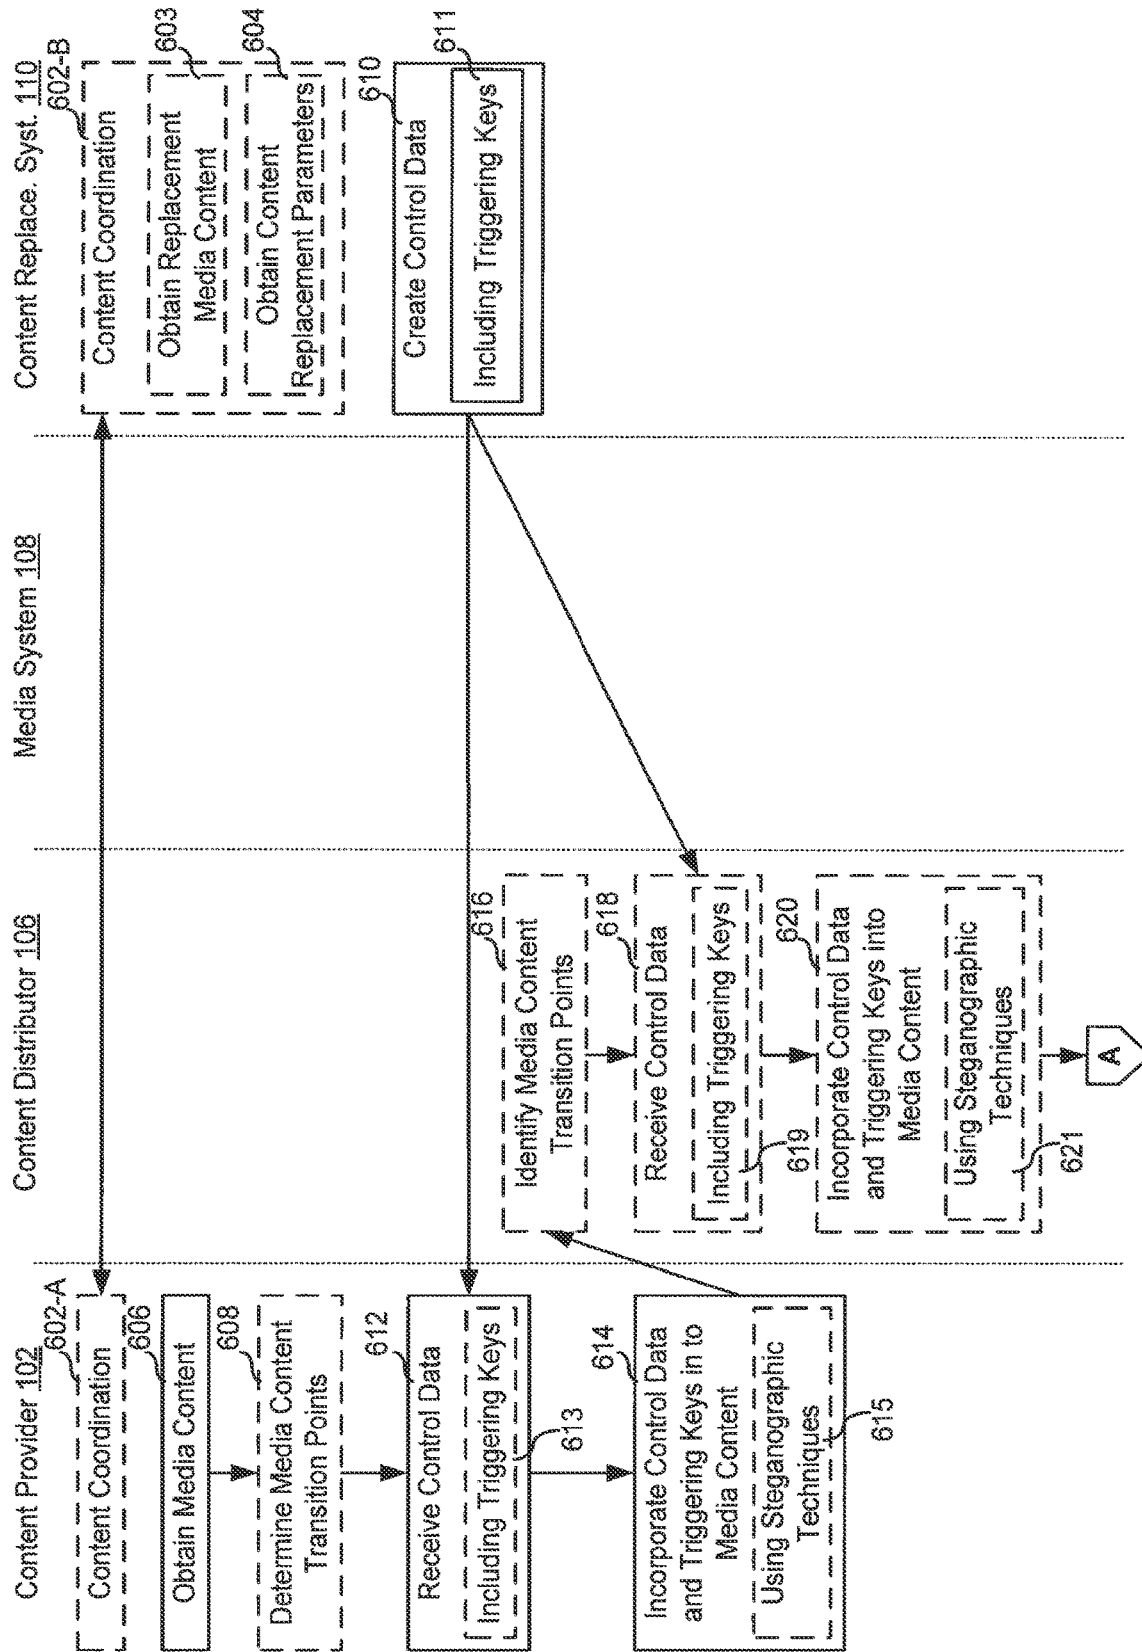 Content Provider 102
602-A
Content Coordination
606
Obtain Media Content
608
Determine Media Content
Transition Points
612
Receive Control Data
Including Triggering Keys
613
614
Incorporate Control Data
and Triggering Keys in to
Media Content
Using Steganographic
Techniques
615
Content Distributor 106
616
Identify Media Content
Transition Points
618
Receive Control Data
Including Triggering Keys
619
620
Incorporate Control Data
and Triggering Keys into
Media Content
Using Steganographic
Techniques
621
A
Media System 108
Content Replace. Syst. 110
602-B
Content Coordination
603
Obtain Replacement
Media Content
604
Obtain Content
Replacement Parameters
610
Create Control Data
611
Including Triggering Keys